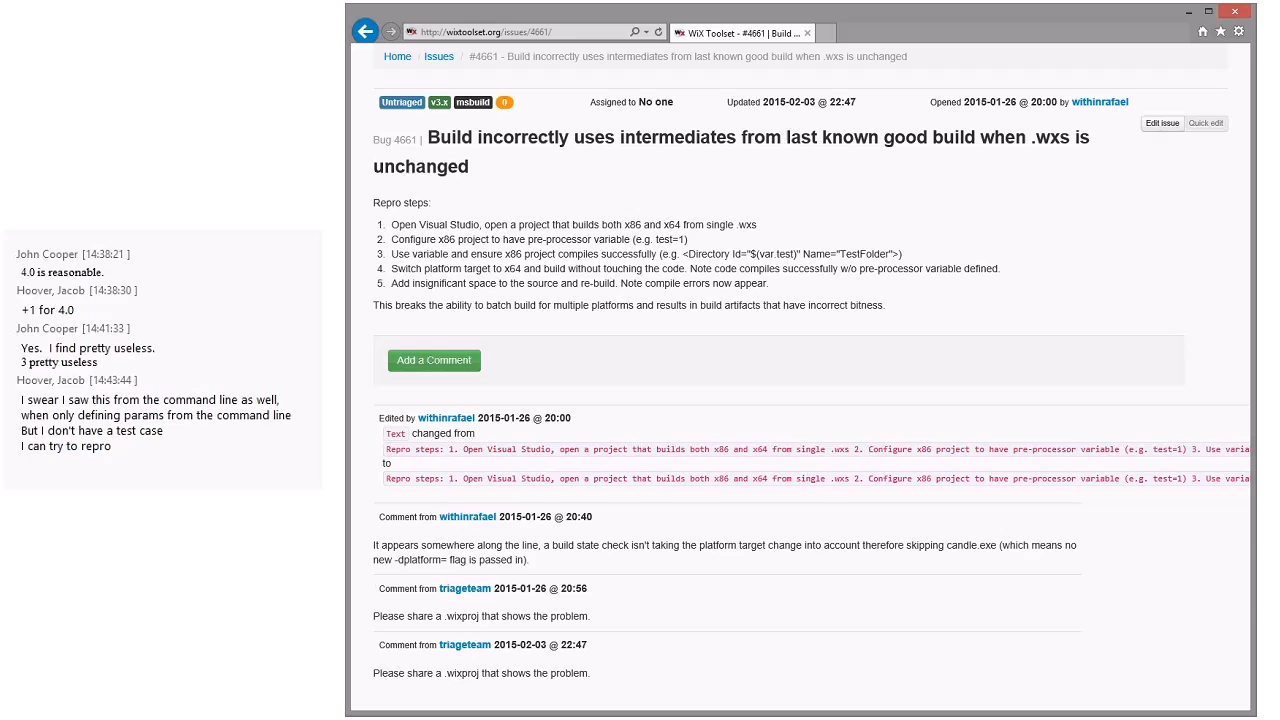 John Cooper [14:38:21 ]
4.0 is reasonable.
Hoover, Jacob [14:38:30 ]
+1 for 4.0
John Cooper [14:41:33 ]
Yes.  I find pretty useless.
3 pretty useless
Hoover, Jacob [14:43:44 ]
I swear I saw this from the command line as well,
when only defining params from the command line
But I don't have a test case
I can try to repro
http://wixtoolset.org/issues/4661/
WiX Toolset - #4661 | Build ...
Home / Issues / #4661 - Build incorrectly uses intermediates from last known good build when .wxs is unchanged
Untriaged v3.x msbuild 0 Assigned to No one Updated 2015-02-03 @ 22:47 Opened 2015-01-26 @ 20:00 by withinrafael
Edit issue Quick edit
Bug 4661 | Build incorrectly uses intermediates from last known good build when .wxs is
unchanged
Repro steps:
1. Open Visual Studio, open a project that builds both x86 and x64 from single .wxs
2. Configure x86 project to have pre-processor variable (e.g. test=1)
3. Use variable and ensure x86 project compiles successfully (e.g. <Directory Id="$(var.test)" Name="TestFolder">)
4. Switch platform target to x64 and build without touching the code. Note code compiles successfully w/o pre-processor variable defined.
5. Add insignificant space to the source and re-build. Note compile errors now appear.
This breaks the ability to batch build for multiple platforms and results in build artifacts that have incorrect bitness.
Add a Comment
Edited by withinrafael 2015-01-26 @ 20:00
Text changed from
Repro steps: 1. Open Visual Studio, open a project that builds both x86 and x64 from single .wxs 2. Configure x86 project to have pre-processor variable (e.g. test=1) 3. Use varia
to
Repro steps: 1. Open Visual Studio, open a project that builds both x86 and x64 from single .wxs 2. Configure x86 project to have pre-processor variable (e.g. test=1) 3. Use varia
Comment from withinrafael 2015-01-26 @ 20:40
It appears somewhere along the line, a build state check isn't taking the platform target change into account therefore skipping candle.exe (which means no
new -dplatform= flag is passed in).
Comment from triageteam 2015-01-26 @ 20:56
Please share a .wixproj that shows the problem.
Comment from triageteam 2015-02-03 @ 22:47
Please share a .wixproj that shows the problem.